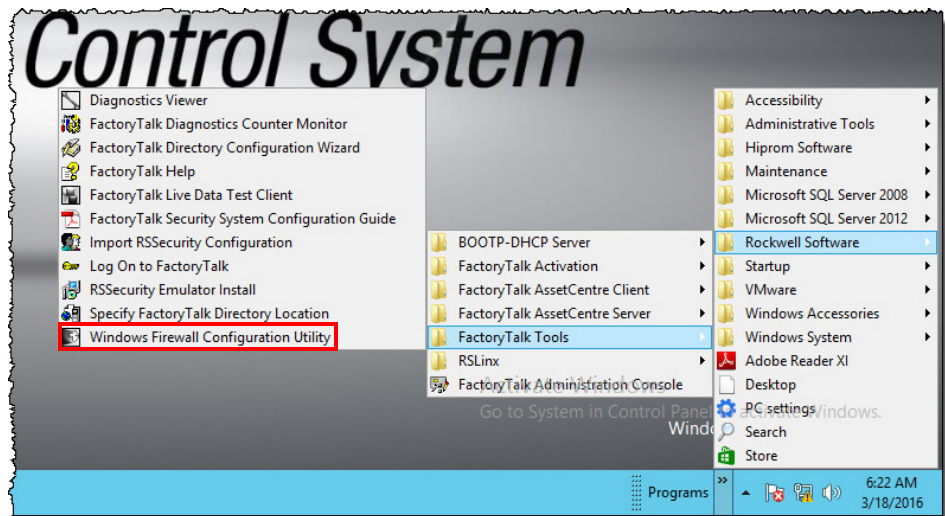 Control System
Diagnostics Viewer
FactoryTalk Diagnostics Counter Monitor
FactoryTalk Directory Configuration Wizard
FactoryTalk Help
FactoryTalk Live Data Test Client
FactoryTalk Security System Configuration Guide
Import RSSecurity Configuration
Log On to FactoryTalk
RSSecurity Emulator Install
Specify FactoryTalk Directory Location
Windows Firewall Configuration Utility
BOOTP-DHCP Server
FactoryTalk Activation
FactoryTalk AssetCentre Client
FactoryTalk AssetCentre Server
FactoryTalk Tools
RSLinx
FactoryTalk Administration Console
Accessibility
Administrative Tools
Hiprom Software
Maintenance
Microsoft SQL Server 2008
Microsoft SQL Server 2012
Rockwell Software
Startup
VMware
Windows Accessories
Windows System
Adobe Reader XI
Desktop
PC settings
Search
Store
Activate Windows
Go to System in Control Panel to activate Windows.
Programs
6:22 AM
3/18/2016